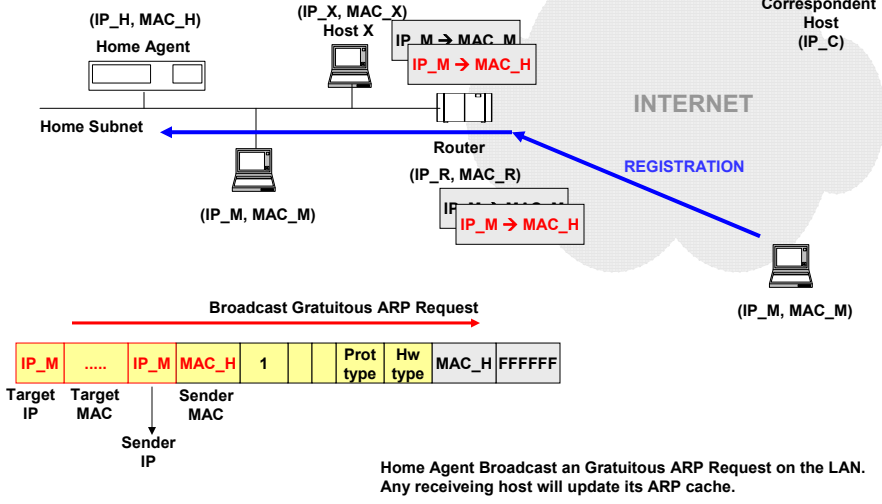 (IP_H, MAC_H)
Home Agent
(IP_X, MAC_X)
Host X
IP_M → MAC_M
IP_M → MAC_H
Correspondent
Host
(IP_C)
INTERNET
Home Subnet
Router
(IP_R, MAC_R)
REGISTRATION
IP_M → MAC_H
(IP_M, MAC_M)
(IP_M, MAC_M)
Broadcast Gratuitous ARP Request
IP_M ..... IP_M MAC_H 1 Prot type Hw type MAC_H FFFFFF
Target IP
Target MAC
Sender MAC
Sender IP
Home Agent Broadcast an Gratuitous ARP Request on the LAN.
Any receiveing host will update its ARP cache.